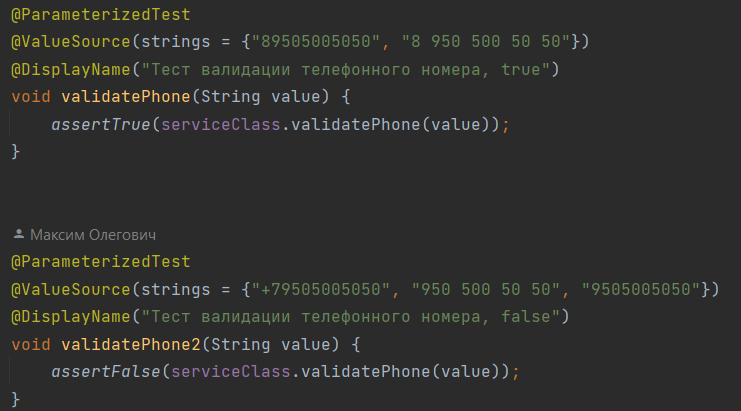 @ParameterizedTest
@ValueSource(strings = {"89505005050", "8 950 500 50 50"})
@DisplayName("Тест валидации телефонного номера, true")
void validatePhone(String value) {
    assertTrue(serviceClass.validatePhone(value));
}
Максим Олегович
@ParameterizedTest
@ValueSource(strings = {"+79505005050", "950 500 50 50", "9505005050"})
@DisplayName("Тест валидации телефонного номера, false")
void validatePhone2(String value) {
    assertFalse(serviceClass.validatePhone(value));
}